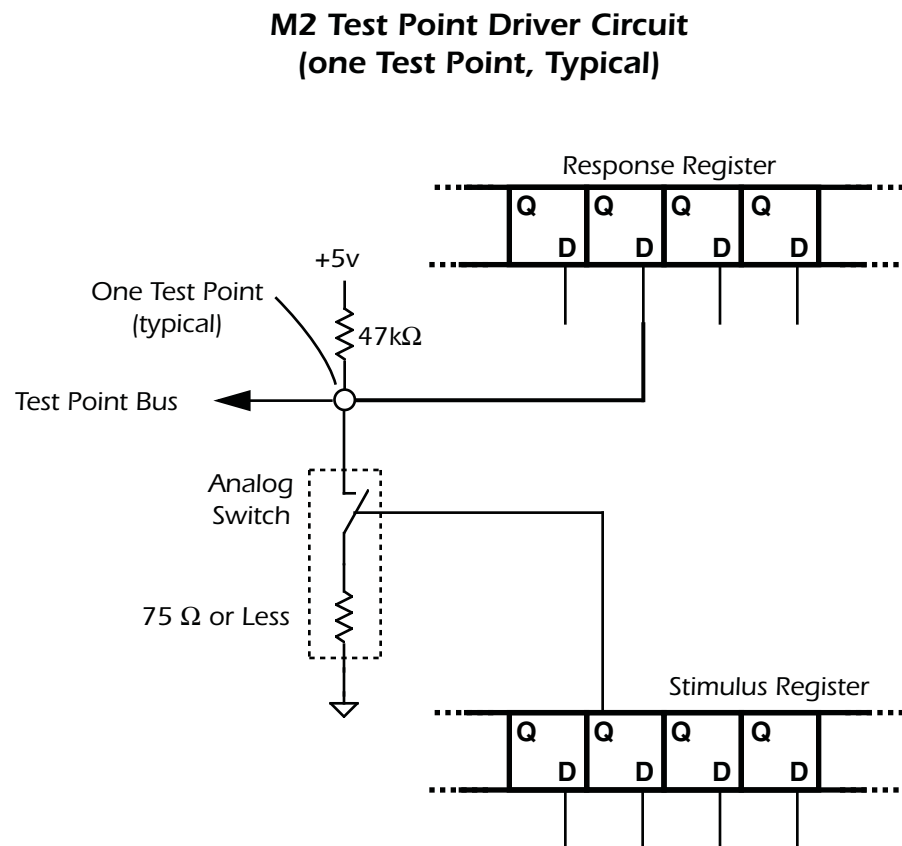 M2 Test Point Driver Circuit
(one Test Point, Typical)
Response Register
Q Q Q Q
D D D D
+5v
One Test Point
(typical)
47kΩ
Test Point Bus
Analog
Switch
75 Ω or Less
Stimulus Register
Q Q Q Q
D D D D